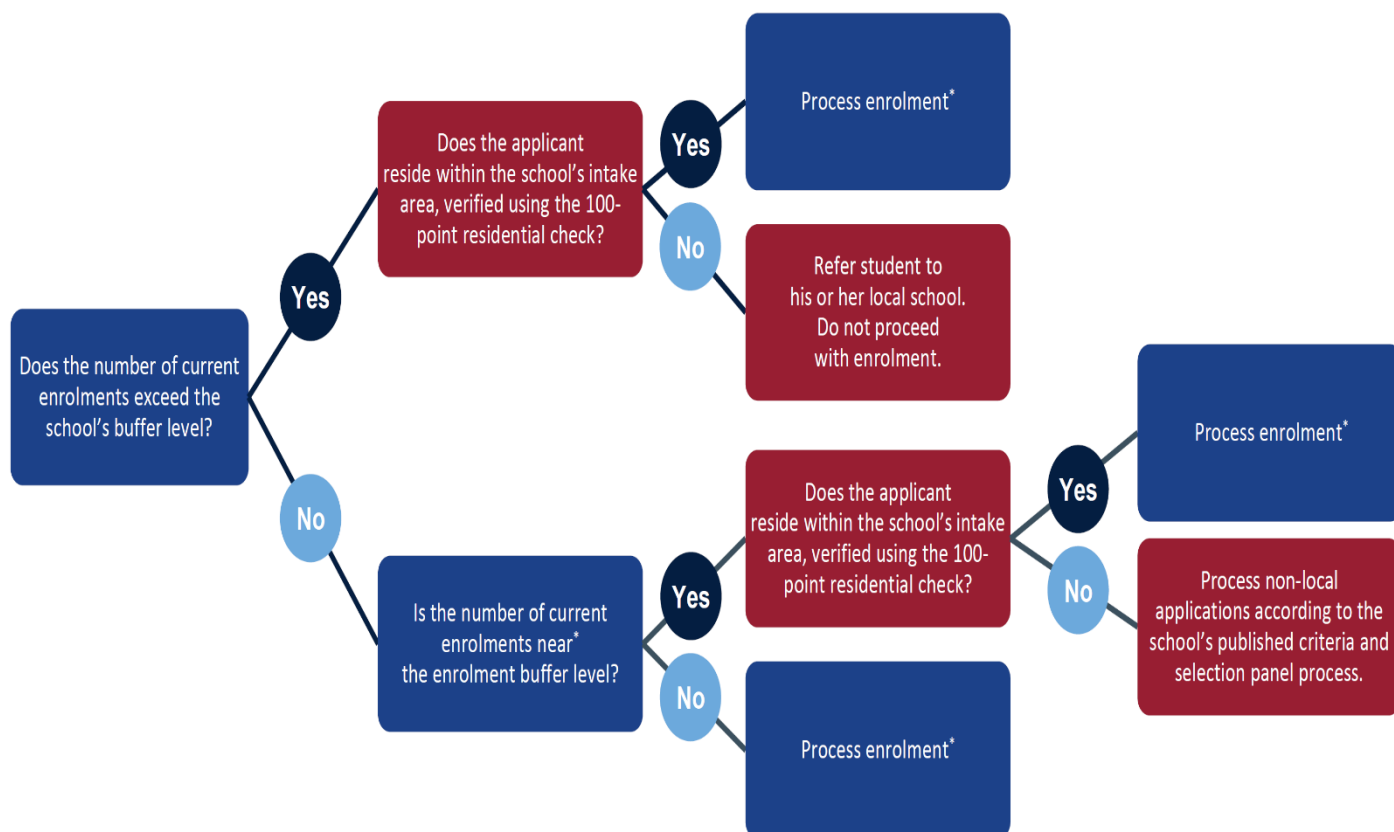 Does the number of current
enrolments exceed the
school's buffer level?
Yes
Does the applicant
reside within the school's intake
area, verified using the 100-
point residential check?
Yes
Process enrolment*
No
Refer student to
his or her local school.
Do not proceed
with enrolment.
No
Is the number of current
enrolments near*
the enrolment buffer level?
Yes
Does the applicant
reside within the school's intake
area, verified using the 100-
point residential check?
Yes
Process enrolment*
No
Process non-local
applications according to the
school's published criteria and
selection panel process.
No
Process enrolment*